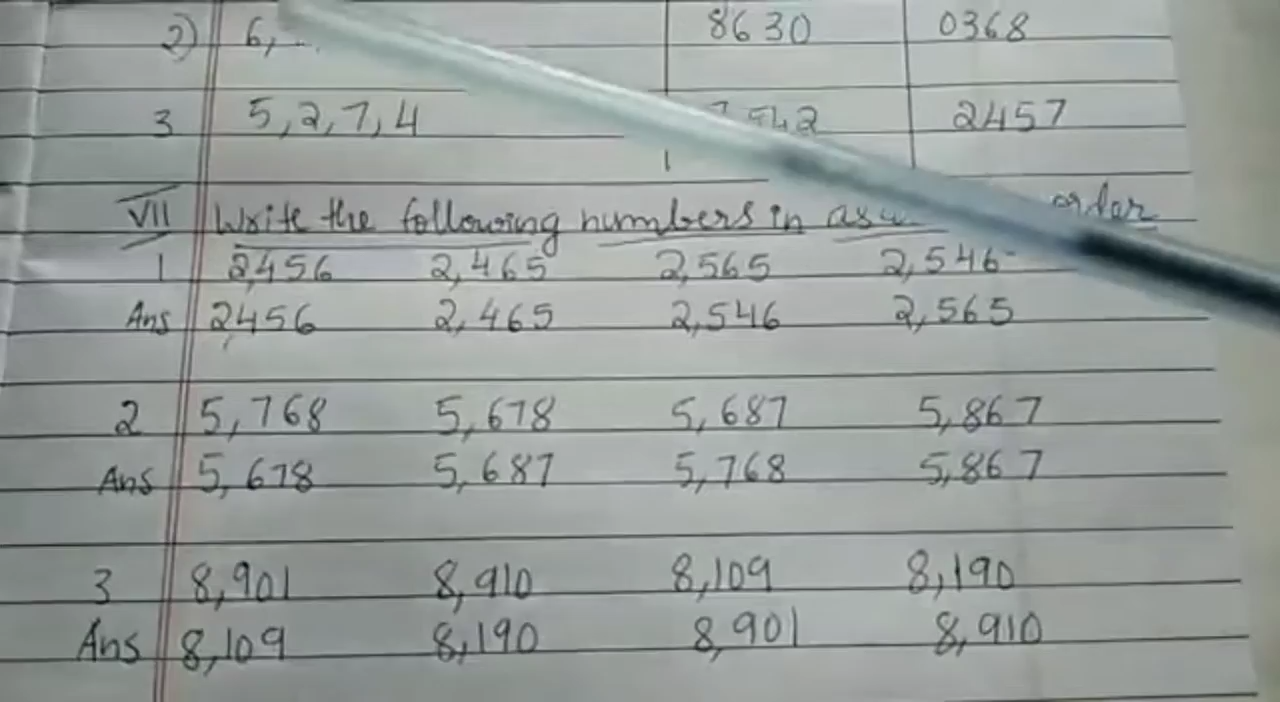 2) 6, 8630 0368
3 5,2,7,4 2457
VII Write the following numbers in order
1 2,456 2,465 2,565 2,546
Ans 2456 2,465 2,546 2,565
2 5,768 5,678 5,687 5,867
Ans 5,678 5,687 5,768 5,867
3 8,901 8,910 8,109 8,190
Ans 8,109 8,190 8,901 8,910